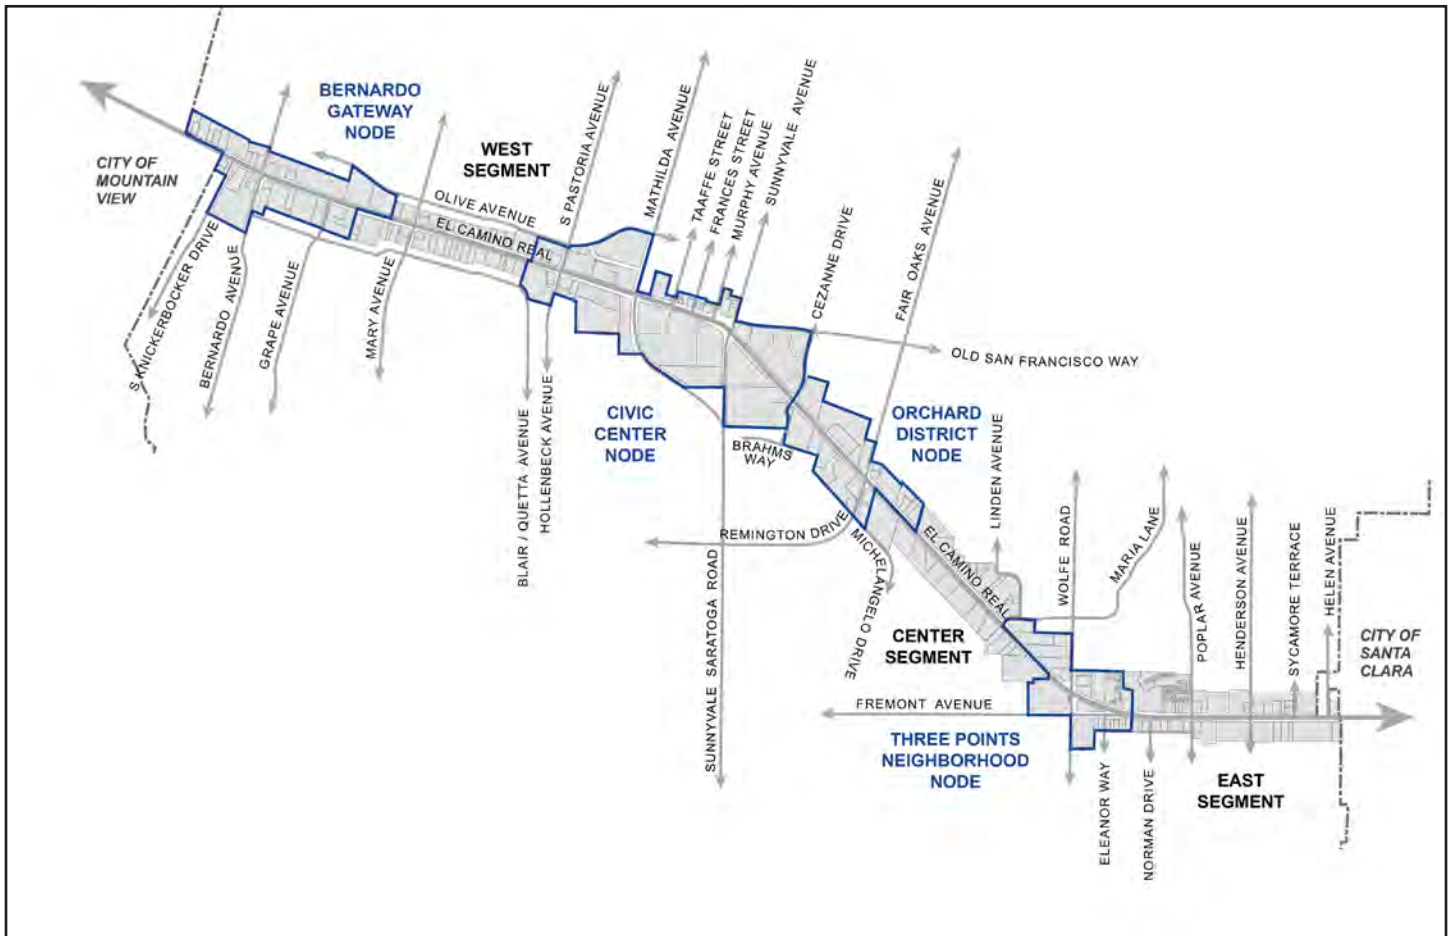 BERNARDO
GATEWAY
NODE
CITY OF
MOUNTAIN
VIEW
WEST
SEGMENT
OLIVE AVENUE
EL CAMINO REAL
S PASTORIA AVENUE
MATHILDA AVENUE
TAAFFE STREET
FRANCES STREET
MURPHY AVENUE
SUNNYVALE AVENUE
CEZANNE DRIVE
FAIR OAKS AVENUE
OLD SAN FRANCISCO WAY
S KNICKERBOCKER DRIVE
BERNARDO AVENUE
GRAPE AVENUE
MARY AVENUE
BLAIR / QUETTA AVENUE
HOLLENBECK AVENUE
CIVIC
CENTER
NODE
BRAHMS
WAY
ORCHARD
DISTRICT
NODE
REMINGTON DRIVE
SUNNYVALE SARATOGA ROAD
MICHELANGELO DRIVE
EL CAMINO REAL
LINDEN AVENUE
WOLFE ROAD
MARIA LANE
POPLAR AVENUE
HENDERSON AVENUE
SYCAMORE TERRACE
HELEN AVENUE
CITY OF
SANTA
CLARA
CENTER
SEGMENT
FREMONT AVENUE
THREE POINTS
NEIGHBORHOOD
NODE
ELEANOR WAY
NORMAN DRIVE
EAST
SEGMENT